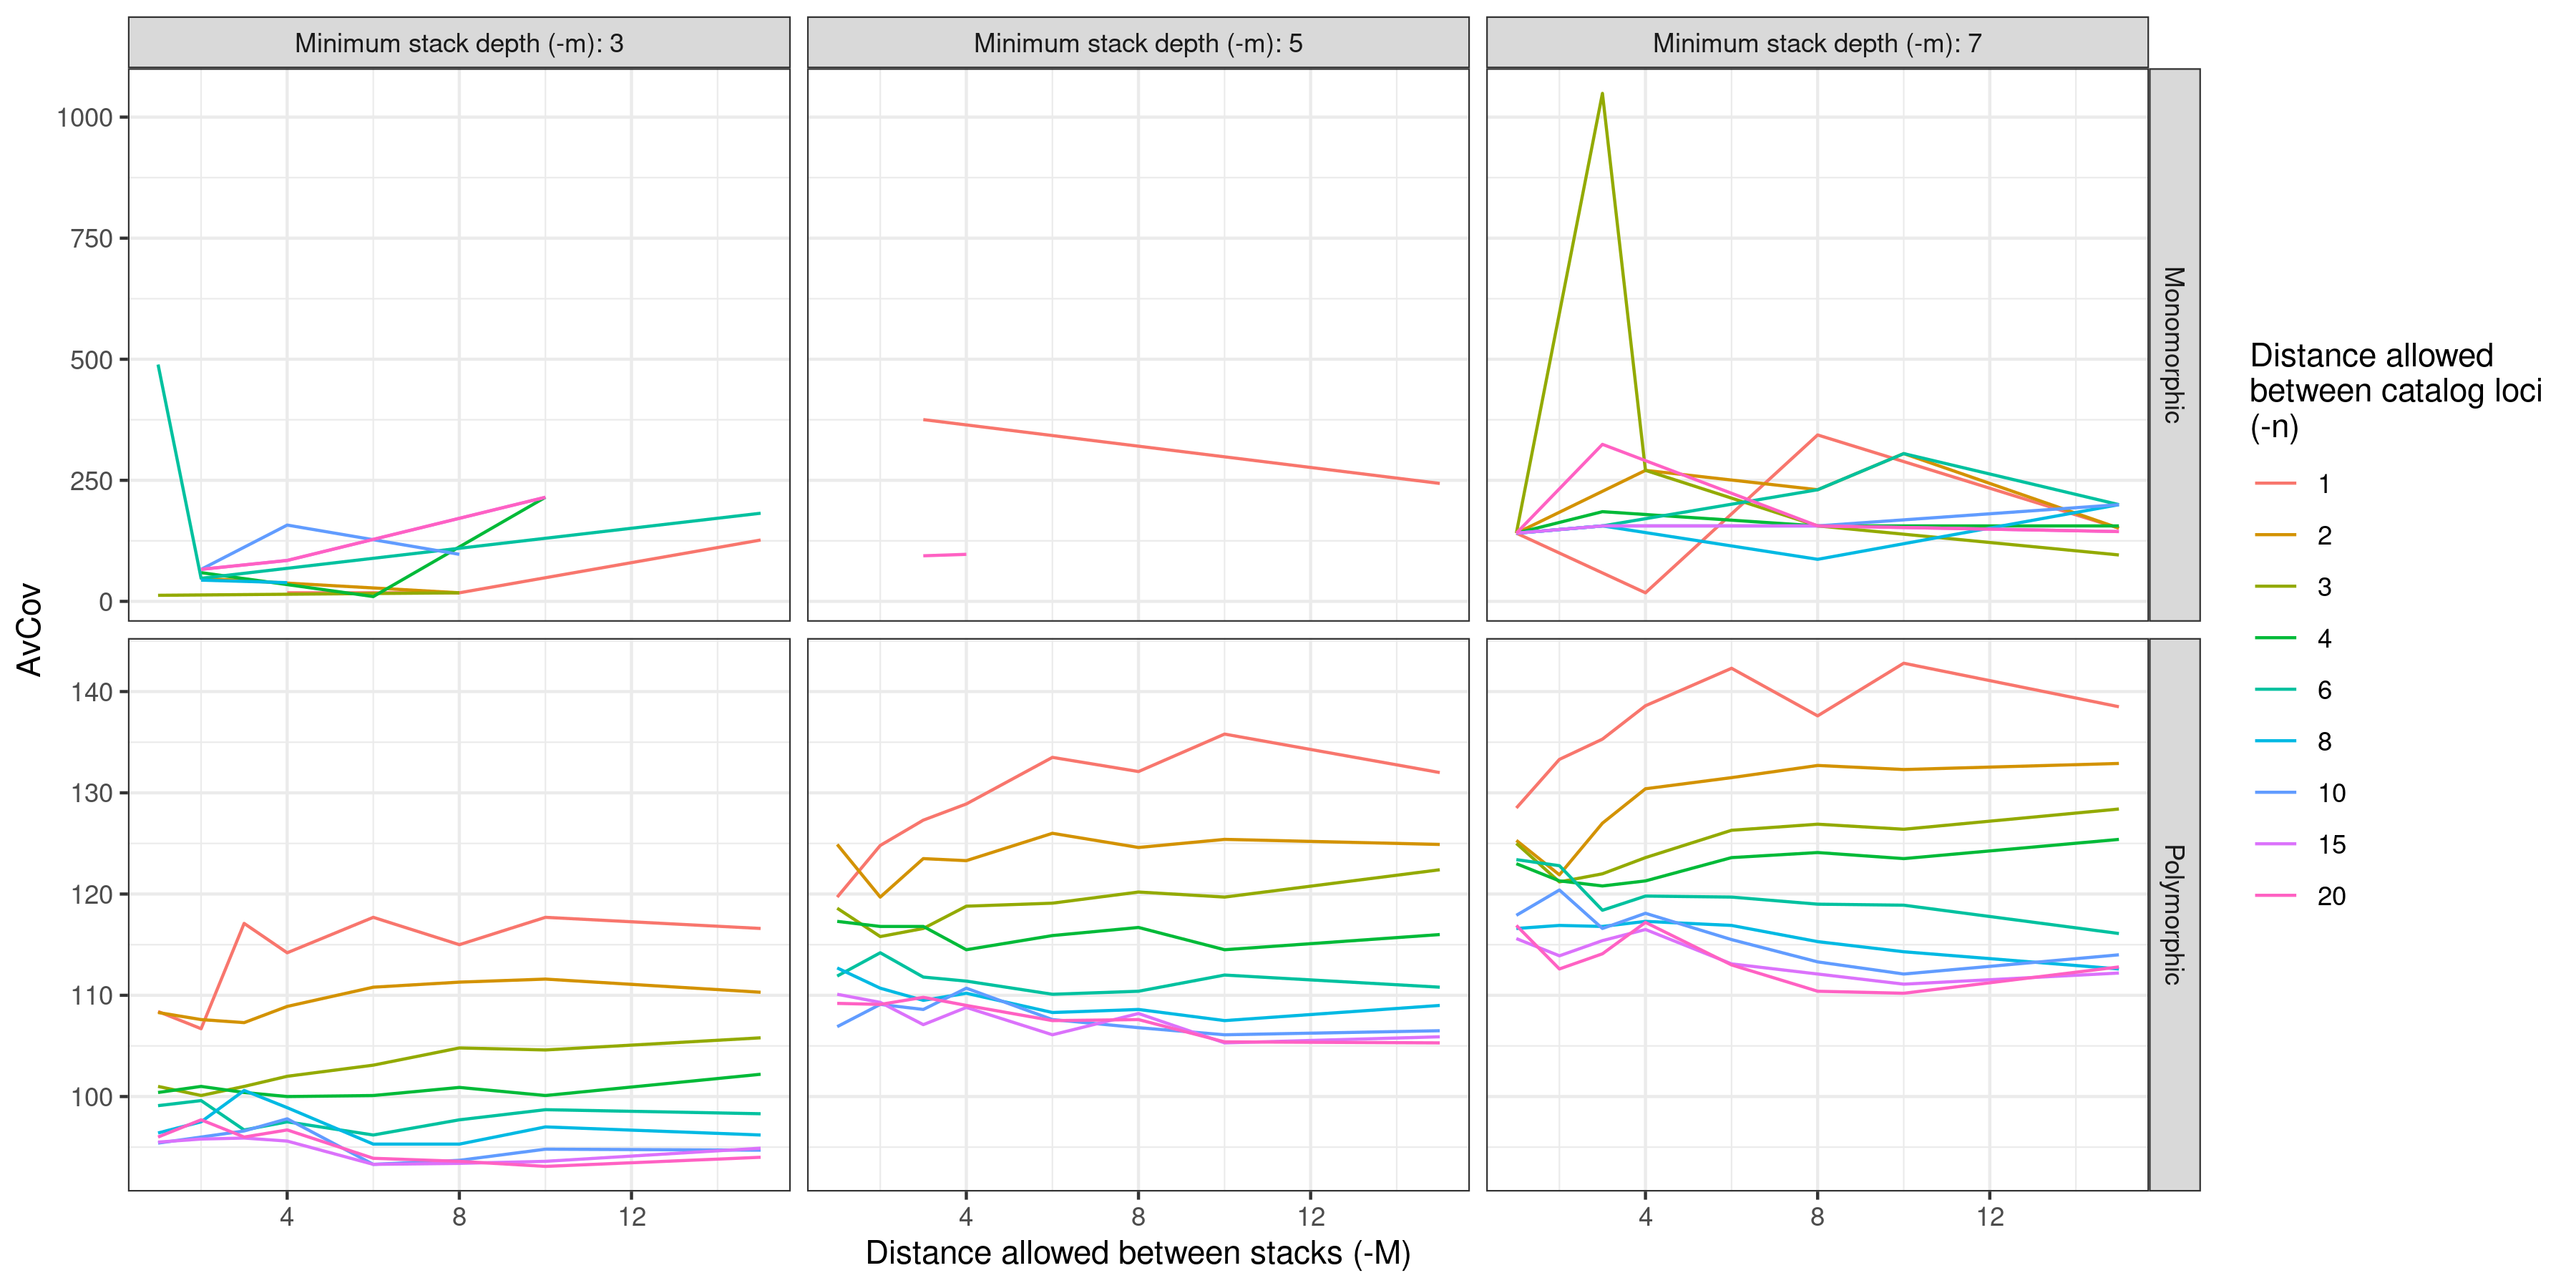 Minimum stack depth (-m): 3
Minimum stack depth (-m): 5
Minimum stack depth (-m): 7
1000
750
500
250
0
Monomorphic
AvCov
140
130
120
110
100
Polymorphic
4
8
12
4
8
12
4
8
12
Distance allowed between stacks (-M)
Distance allowed
between catalog loci
(-n)
1
2
3
4
6
8
10
15
20